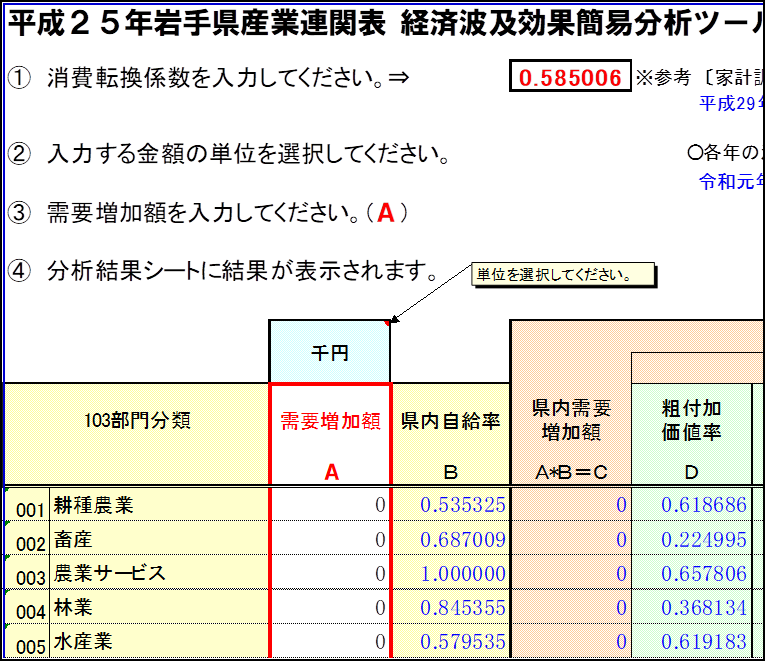 平成２５年岩手県産業連関表 経済波及効果簡易分析ツー
① 消費転換係数を入力してください。⇒ 0.585006 ※参考 〔家計
平成29
② 入力する金額の単位を選択してください。 〇各年の
令和元年
③ 需要増加額を入力してください。（A）
④ 分析結果シートに結果が表示されます。
単位を選択してください。
千円
103部門分類 需要増加額 A 県内自給率 B 県内需要増加額 A*B＝C 粗付加価値率 D
001 耕種農業 0 0.535325 0 0.618686
002 畜産 0 0.687009 0 0.224995
003 農業サービス 0 1.000000 0 0.657806
004 林業 0 0.845355 0 0.368134
005 水産業 0 0.579535 0 0.619183